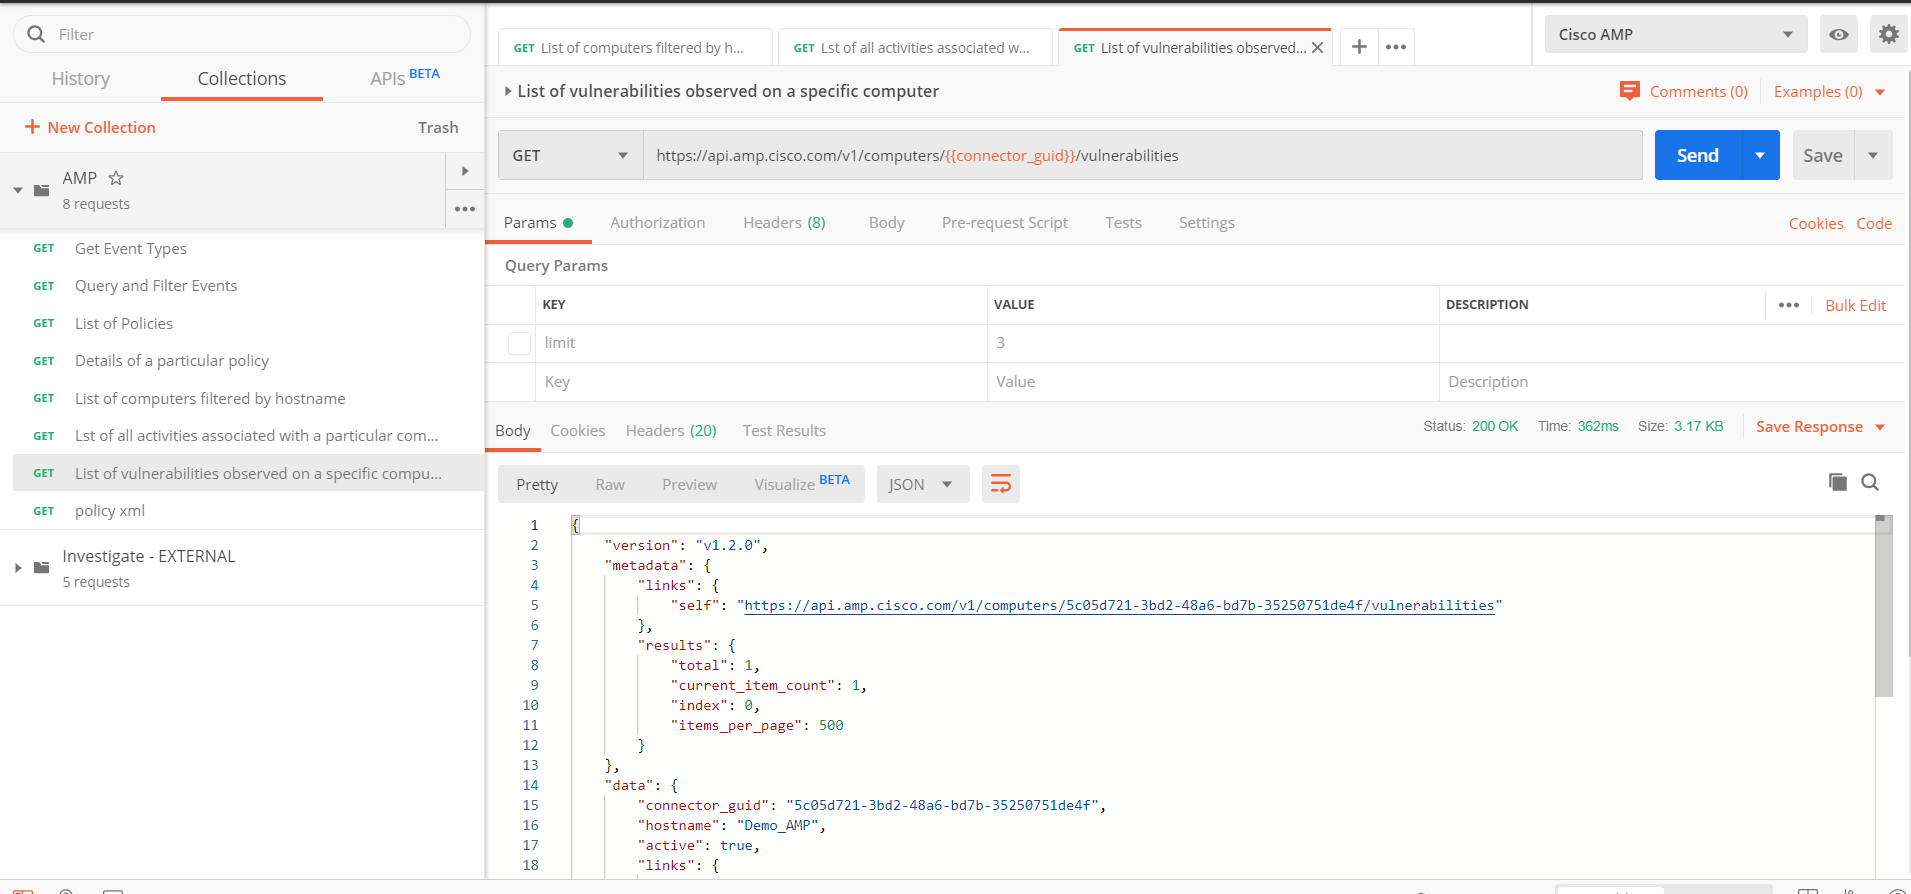 Filter
History Collections APIs BETA
+ New Collection Trash
AMP
8 requests
GET Get Event Types
GET Query and Filter Events
GET List of Policies
GET Details of a particular policy
GET List of computers filtered by hostname
GET Lst of all activities associated with a particular com...
GET List of vulnerabilities observed on a specific compu...
GET policy xml
Investigate - EXTERNAL
5 requests
GET List of computers filtered by h... GET Lst of all activities associated w... GET List of vulnerabilities observed...
Cisco AMP
List of vulnerabilities observed on a specific computer Comments (0) Examples (0)
GET https://api.amp.cisco.com/v1/computers/{{connector_guid}}/vulnerabilities Send Save
Params Authorization Headers (8) Body Pre-request Script Tests Settings Cookies Code
Query Params
KEY VALUE DESCRIPTION Bulk Edit
limit 3
Key Value Description
Body Cookies Headers (20) Test Results Status: 200 OK Time: 362ms Size: 3.17 KB Save Response
Pretty Raw Preview Visualize BETA JSON
1 {
2 "version": "v1.2.0",
3 "metadata": {
4 "links": {
5 "self": "https://api.amp.cisco.com/v1/computers/5c05d721-3bd2-48a6-bd7b-35250751de4f/vulnerabilities"
6 },
7 "results": {
8 "total": 1,
9 "current_item_count": 1,
10 "index": 0,
11 "items_per_page": 500
12 }
13 },
14 "data": {
15 "connector_guid": "5c05d721-3bd2-48a6-bd7b-35250751de4f",
16 "hostname": "Demo_AMP",
17 "active": true,
18 "links": {